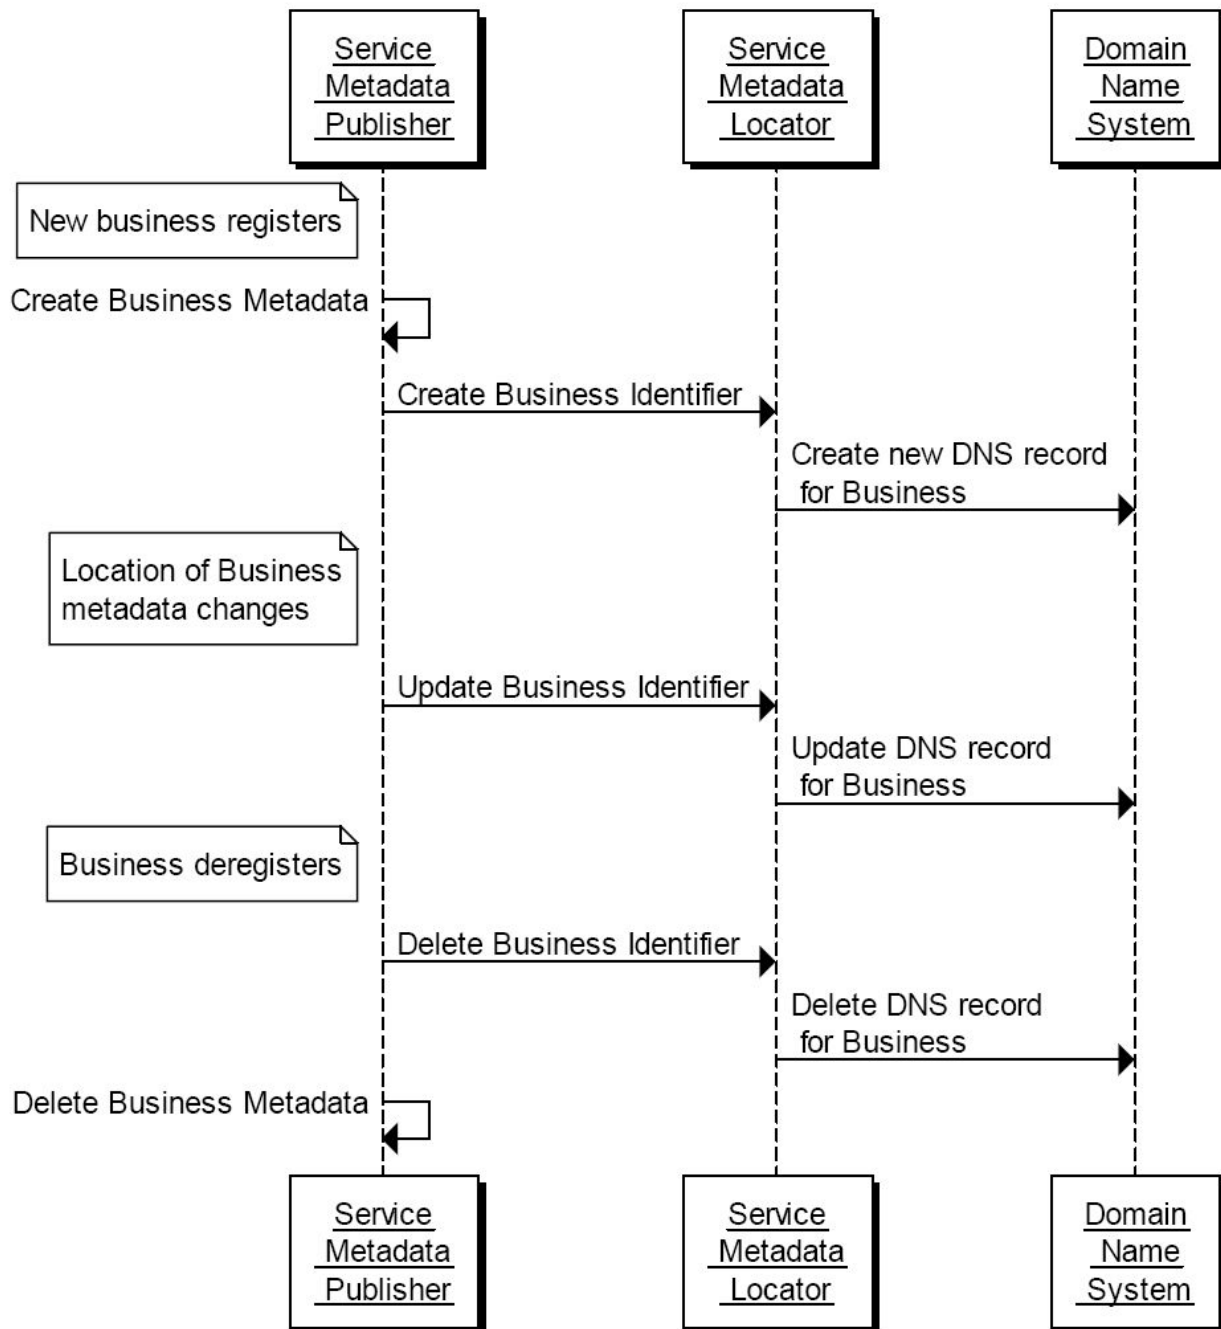 Service
Metadata
Publisher
Service
Metadata
Locator
Domain
Name
System
New business registers
Create Business Metadata
Create Business Identifier
Create new DNS record
for Business
Location of Business
metadata changes
Update Business Identifier
Update DNS record
for Business
Business deregisters
Delete Business Identifier
Delete DNS record
for Business
Delete Business Metadata
Service
Metadata
Publisher
Service
Metadata
Locator
Domain
Name
System